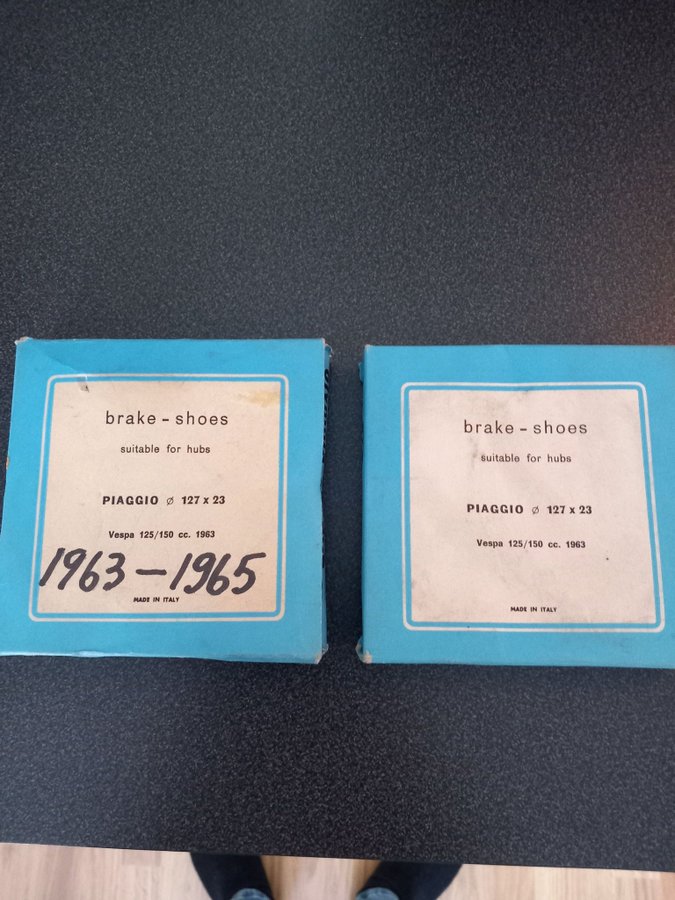 brake - shoes
suitable for hubs
PIAGGIO ⌀ 127 x 23
Vespa 125/150 cc. 1963
1963-1965
MADE IN ITALY
brake - shoes
suitable for hubs
PIAGGIO ⌀ 127 x 23
Vespa 125/150 cc. 1963
MADE IN ITALY